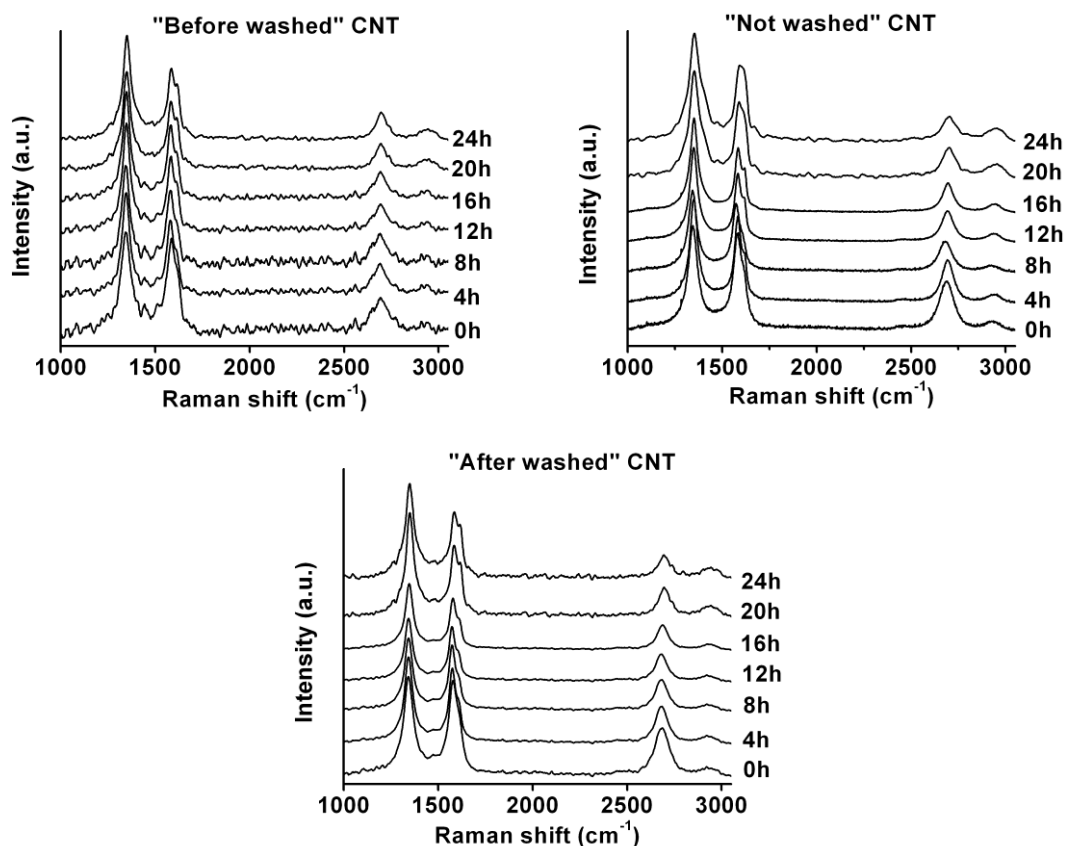 "Before washed" CNT
Intensity (a.u.)
24h
20h
16h
12h
8h
4h
0h
1000 1500 2000 2500 3000
Raman shift (cm⁻¹)
"Not washed" CNT
Intensity (a.u.)
24h
20h
16h
12h
8h
4h
0h
1000 1500 2000 2500 3000
Raman shift (cm⁻¹)
"After washed" CNT
Intensity (a.u.)
24h
20h
16h
12h
8h
4h
0h
1000 1500 2000 2500 3000
Raman shift (cm⁻¹)